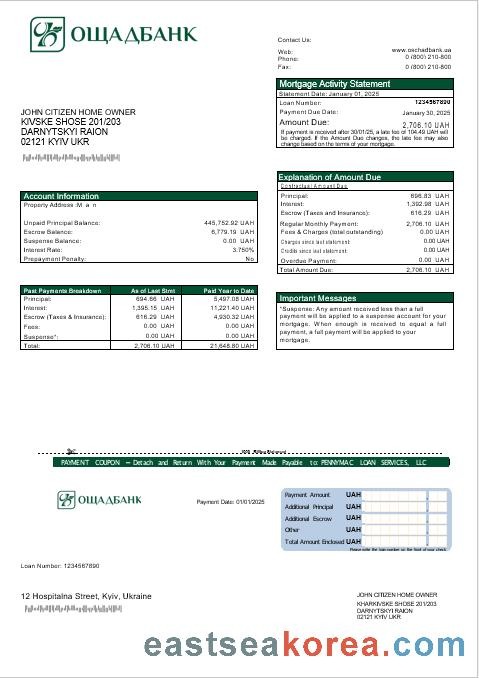 ОЩАДБАНК
Contact Us:
Web: www.oschadbank.ua
Phone: 0 (800) 210-800
Fax: 0 (800) 210-800
Mortgage Activity Statement
Statement Date: January 01, 2025
Loan Number: 1234567890
Payment Due Date: January 30, 2025
Amount Due: 2,706.10 UAH
If payment is received after 30/01/25, a late fee of 104.49 UAH will
be charged. If the Amount Due changes, the late fee may also
change based on the terms of your mortgage.
JOHN CITIZEN HOME OWNER
KIVSKE SHOSE 201/203
DARNYTSKYI RAION
02121 KYIV UKR
Explanation of Amount Due
Contractual Amount Due
Principal: 696.83 UAH
Interest: 1,392.98 UAH
Escrow (Taxes and Insurance): 616.29 UAH
Regular Monthly Payment: 2,706.10 UAH
Fees & Charges (total outstanding) 0.00 UAH
Charges since last statement: 0.00 UAH
Credits since last statement: 0.00 UAH
Overdue Payment: 0.00 UAH
Total Amount Due: 2,706.10 UAH
Account Information
Property Address: M a n
Unpaid Principal Balance: 445,752.92 UAH
Escrow Balance: 6,779.19 UAH
Suspense Balance: 0.00 UAH
Interest Rate: 3.750%
Prepayment Penalty: No
Past Payments Breakdown As of Last Stmt Paid Year to Date
Principal: 694.66 UAH 5,497.08 UAH
Interest: 1,395.15 UAH 11,221.40 UAH
Escrow (Taxes & Insurance): 616.29 UAH 4,930.32 UAH
Fees: 0.00 UAH 0.00 UAH
Suspense*: 0.00 UAH 0.00 UAH
Total: 2,706.10 UAH 21,648.80 UAH
Important Messages
*Suspense: Any amount received less than a full
payment will be applied to a suspense account for your
mortgage. When enough is received to equal a full
payment, a full payment will be applied to your
mortgage.
PAYMENT COUPON – Detach and Return With Your Payment Made Payable to: PENNYMAC LOAN SERVICES, LLC
ОЩАДБАНК
Payment Date: 01/01/2025
Payment Amount UAH
Additional Principal UAH
Additional Escrow UAH
Other UAH
Total Amount Enclosed UAH
Please write the loan number on the front of your check.
Loan Number: 1234567890
12 Hospitalna Street, Kyiv, Ukraine
JOHN CITIZEN HOME OWNER
KHARKIVSKE SHOSE 201/203
DARNYTSKYI RAION
02121 KYIV UKR
eastseakorea.com